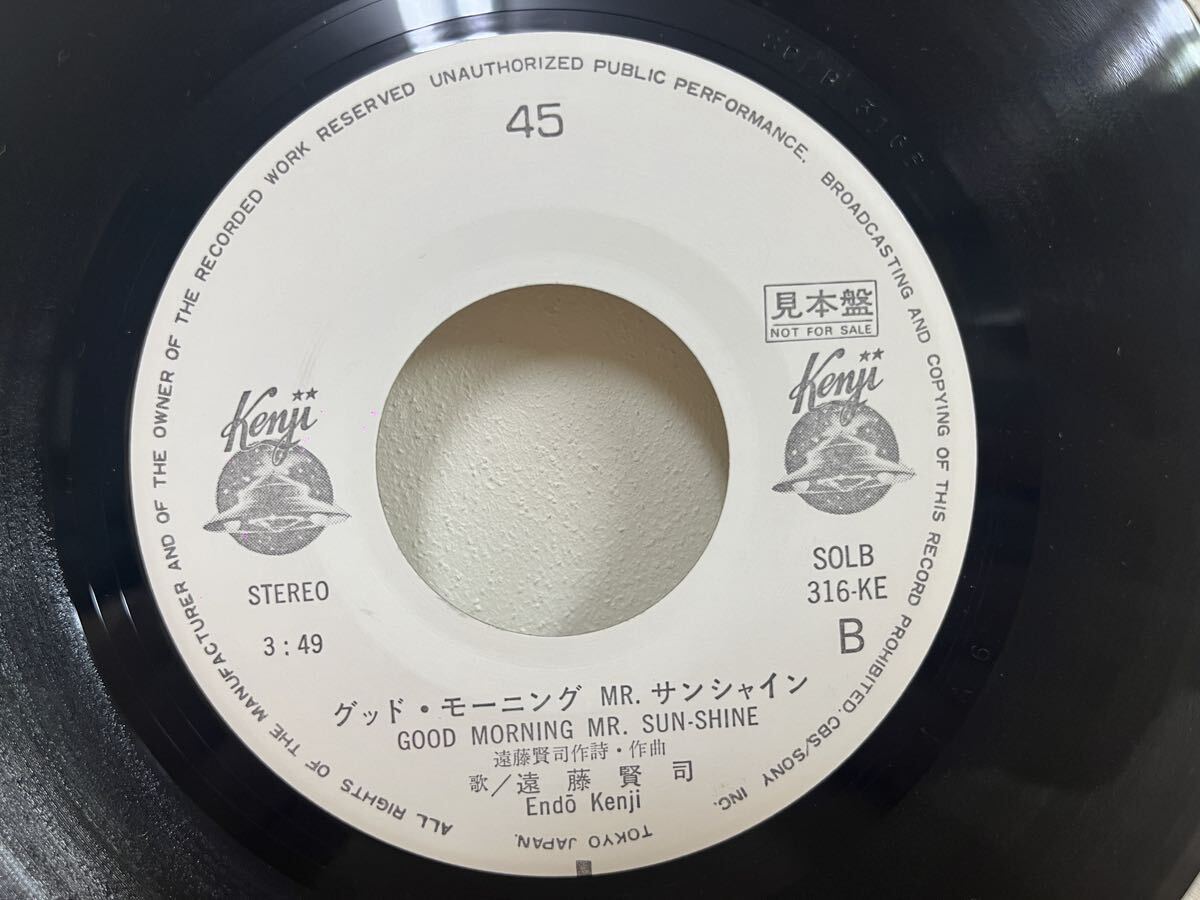 ALL RIGHTS OF THE MANUFACTURER AND OF THE OWNER OF THE RECORDED WORK RESERVED UNAUTHORIZED PUBLIC PERFORMANCE. BROADCASTING AND COPYING OF THIS RECORD PROHIBITED. CBS/SONY INC. TOKYO JAPAN.
45
見本盤
NOT FOR SALE
Kenji
Kenji
STEREO
3:49
SOLB
316-KE
B
グッド・モーニング MR. サンシャイン
GOOD MORNING MR. SUN-SHINE
遠藤賢司作詩・作曲
歌/遠藤賢司
Endō Kenji